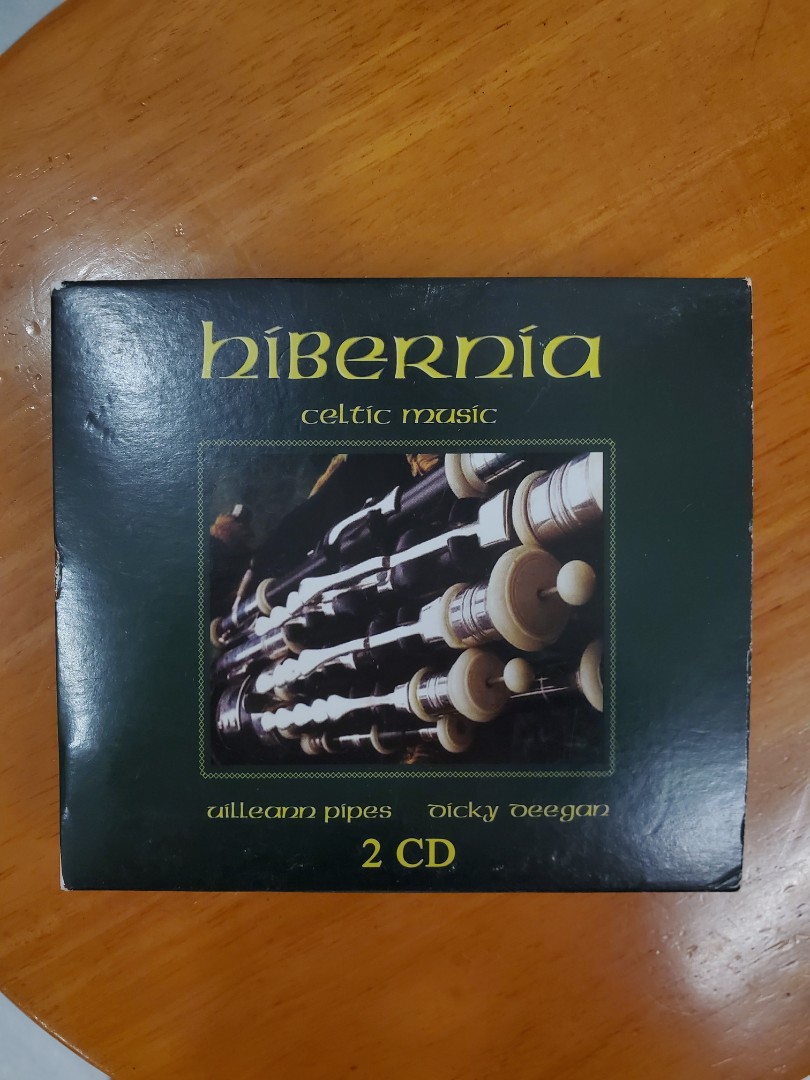 hibernia
celtic music
uilleann pipes dicky deegan
2 CD